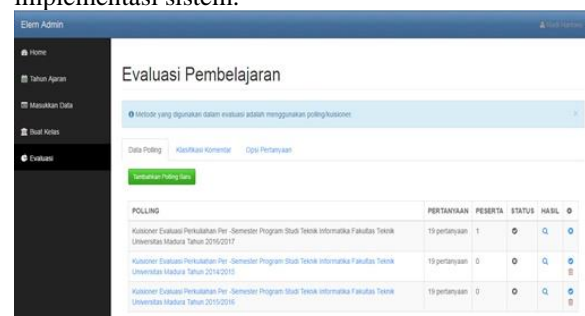 implementasi sistem.
Elem Admin
Home
Tahun Ajaran
Masukkan Data
Buat Kelas
Evaluasi
Evaluasi Pembelajaran
Metode yang digunakan dalam evaluasi adalah menggunakan polling/kuisioner.
Data Polling Klasifikasi Komentar Opsi Pertanyaan
Tambahkan Polling Baru
POLLING PERTANYAAN PESERTA STATUS HASIL
Kuisioner Evaluasi Perkuliahan Per -Semester Program Studi Teknik Informatika Fakultas Teknik 19 pertanyaan 1
Universitas Madura Tahun 2016/2017
Kuisioner Evaluasi Perkuliahan Per -Semester Program Studi Teknik Informatika Fakultas Teknik 19 pertanyaan 0
Universitas Madura Tahun 2014/2015
Kuisioner Evaluasi Perkuliahan Per -Semester Program Studi Teknik Informatika Fakultas Teknik 19 pertanyaan 0
Universitas Madura Tahun 2015/2016